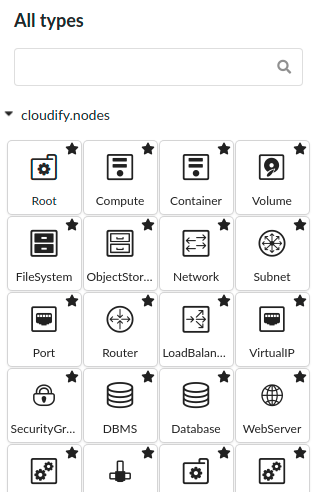 All types
cloudify.nodes
Root Compute Container Volume
FileSystem ObjectStor... Network Subnet
Port Router LoadBalan... VirtualIP
SecurityGr... DBMS Database WebServer